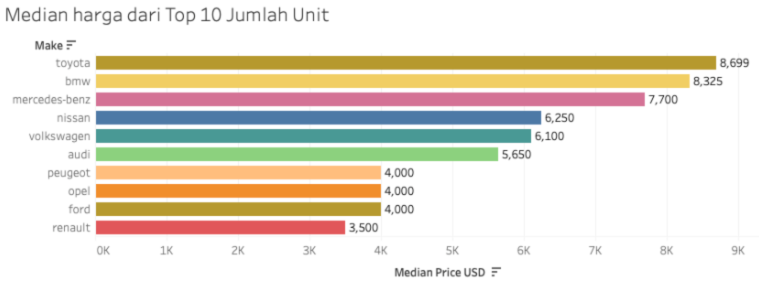 Median harga dari Top 10 Jumlah Unit
Make
toyota 8,699
bmw 8,325
mercedes-benz 7,700
nissan 6,250
volkswagen 6,100
audi 5,650
peugeot 4,000
opel 4,000
ford 4,000
renault 3,500
0K 1K 2K 3K 4K 5K 6K 7K 8K 9K
Median Price USD